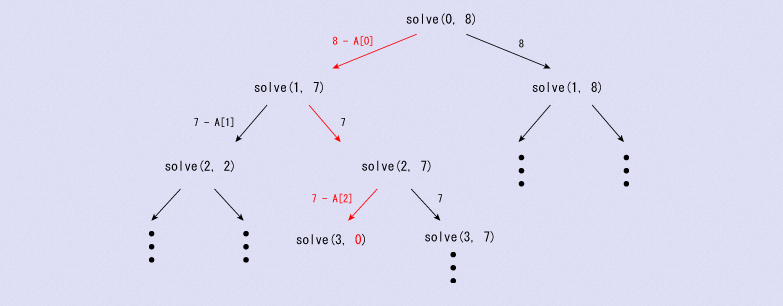 solve(0, 8)
8 - A[0]
8
solve(1, 7)
solve(1, 8)
7 - A[1]
7
solve(2, 2)
solve(2, 7)
7 - A[2]
7
solve(3, 0)
solve(3, 7)